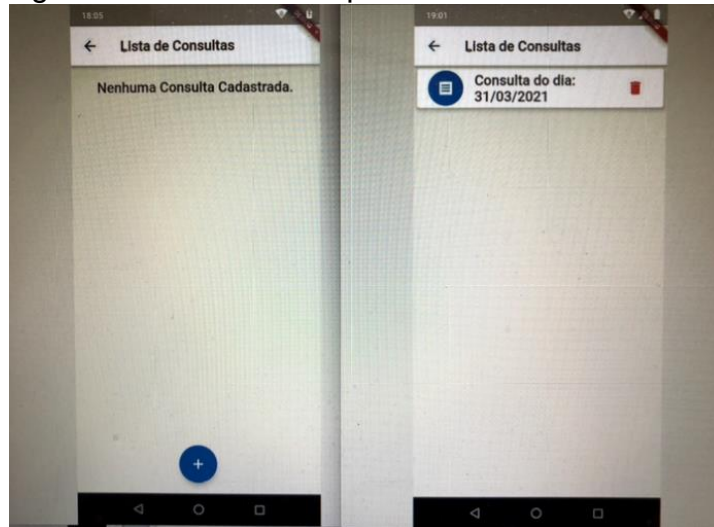 18:05
Lista de Consultas
Nenhuma Consulta Cadastrada.
+
19:01
Lista de Consultas
Consulta do dia:
31/03/2021